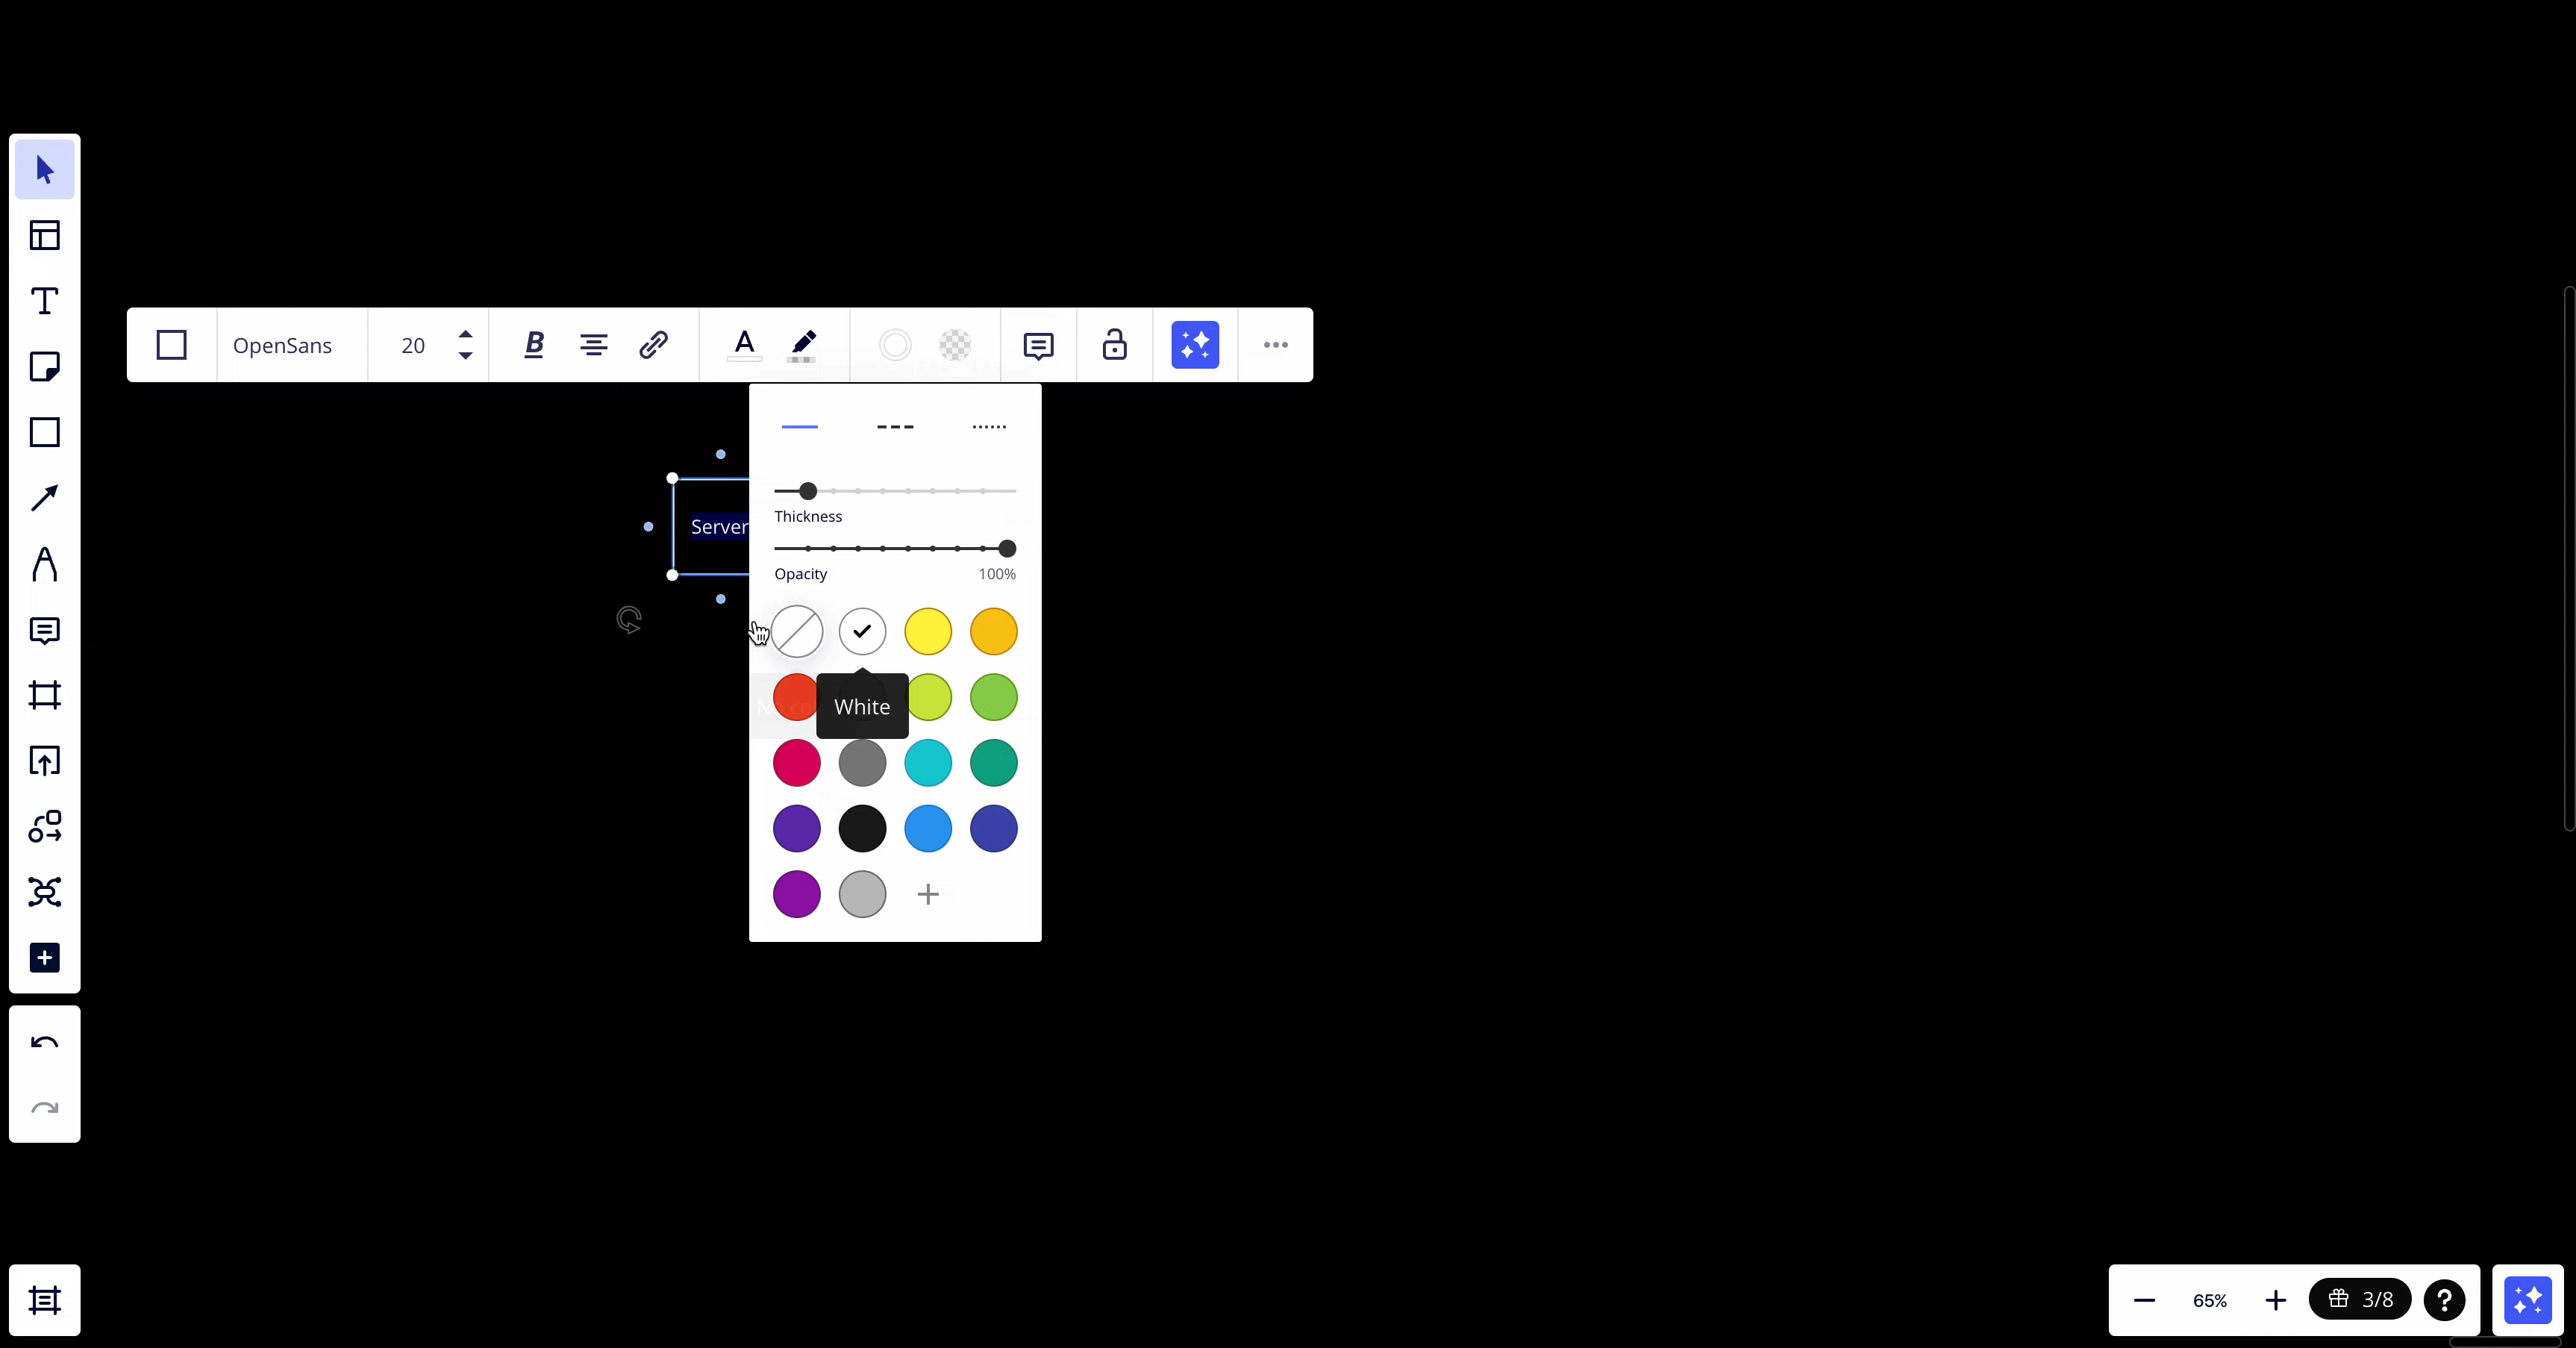 OpenSans 20 B A
Server
Thickness
Opacity 100%
White
65% 3/8 ?